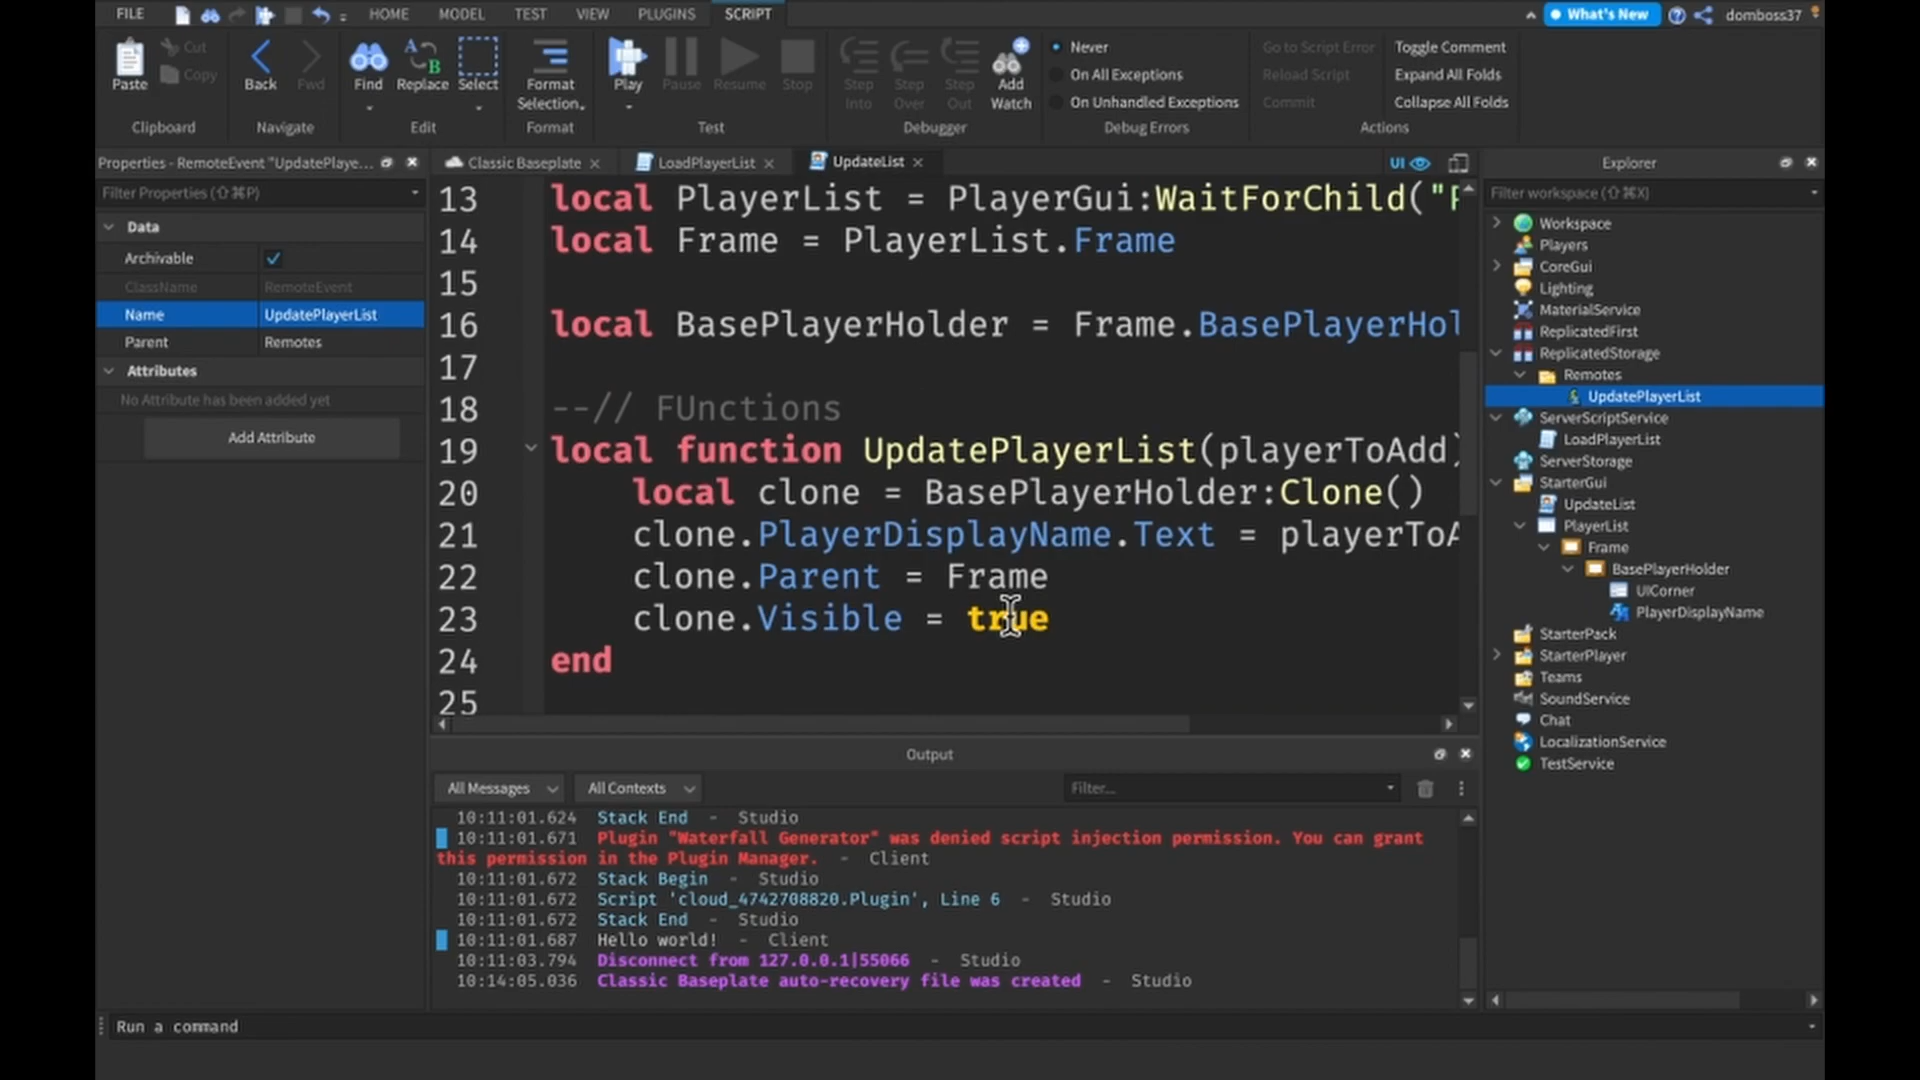 FILE HOME MODEL TEST VIEW PLUGINS SCRIPT What's New domboss37
Paste Cut Copy
Back Fwd
Find Replace Select
Format Selection
Play Pause Resume Stop
Step Into Step Over Step Out Add Watch
Never
On All Exceptions
On Unhandled Exceptions
Go to Script Error
Reload Script
Commit
Toggle Comment
Expand All Folds
Collapse All Folds
Clipboard Navigate Edit Format Test Debugger Debug Errors Actions
Properties - RemoteEvent "UpdatePlaye...
Filter Properties (⇧⌘P)
Data
Archivable
ClassName RemoteEvent
Name UpdatePlayerList
Parent Remotes
Attributes
No Attribute has been added yet
Add Attribute
Classic Baseplate LoadPlayerList UpdateList UI
13 local PlayerList = PlayerGui:WaitForChild("P
14 local Frame = PlayerList.Frame
15
16 local BasePlayerHolder = Frame.BasePlayerHol
17
18 --// FUnctions
19 local function UpdatePlayerList(playerToAdd)
20 local clone = BasePlayerHolder:Clone()
21 clone.PlayerDisplayName.Text = playerToA
22 clone.Parent = Frame
23 clone.Visible = true
24 end
25
Output
All Messages All Contexts Filter...
10:11:01.624 Stack End - Studio
10:11:01.671 Plugin "Waterfall Generator" was denied script injection permission. You can grant
this permission in the Plugin Manager. - Client
10:11:01.672 Stack Begin - Studio
10:11:01.672 Script 'cloud_4742708820.Plugin', Line 6 - Studio
10:11:01.672 Stack End - Studio
10:11:01.687 Hello world! - Client
10:11:03.794 Disconnect from 127.0.0.1|55066 - Studio
10:14:05.036 Classic Baseplate auto-recovery file was created - Studio
Explorer
Filter workspace (⇧⌘X)
Workspace
Players
CoreGui
Lighting
MaterialService
ReplicatedFirst
ReplicatedStorage
Remotes
UpdatePlayerList
ServerScriptService
LoadPlayerList
ServerStorage
StarterGui
UpdateList
PlayerList
Frame
BasePlayerHolder
UICorner
PlayerDisplayName
StarterPack
StarterPlayer
Teams
SoundService
Chat
LocalizationService
TestService
Run a command